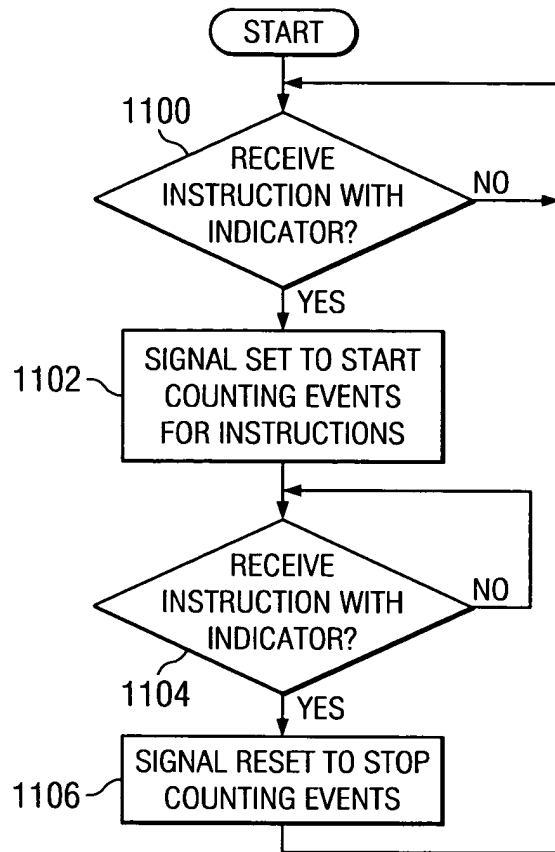 START
1100
RECEIVE
INSTRUCTION WITH
INDICATOR?
NO
YES
1102
SIGNAL SET TO START
COUNTING EVENTS
FOR INSTRUCTIONS
RECEIVE
INSTRUCTION WITH
INDICATOR?
NO
1104
YES
1106
SIGNAL RESET TO STOP
COUNTING EVENTS